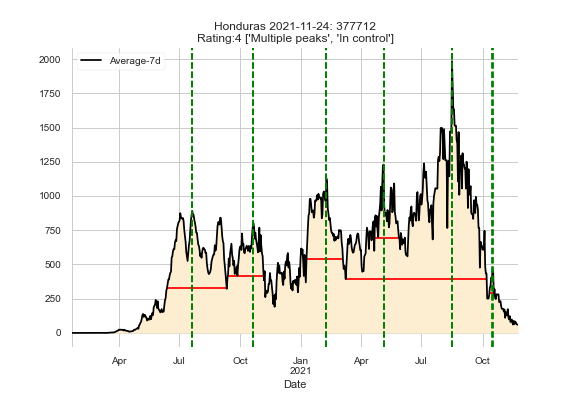 Honduras 2021-11-24: 377712
Rating:4 ['Multiple peaks', 'In control']
Average-7d
2000
1750
1500
1250
1000
750
500
250
0
Apr Jul Oct Jan Apr Jul Oct
2021
Date